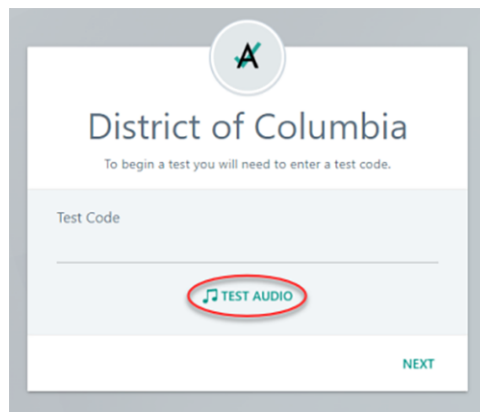 District of Columbia
To begin a test you will need to enter a test code.
Test Code
TEST AUDIO
NEXT